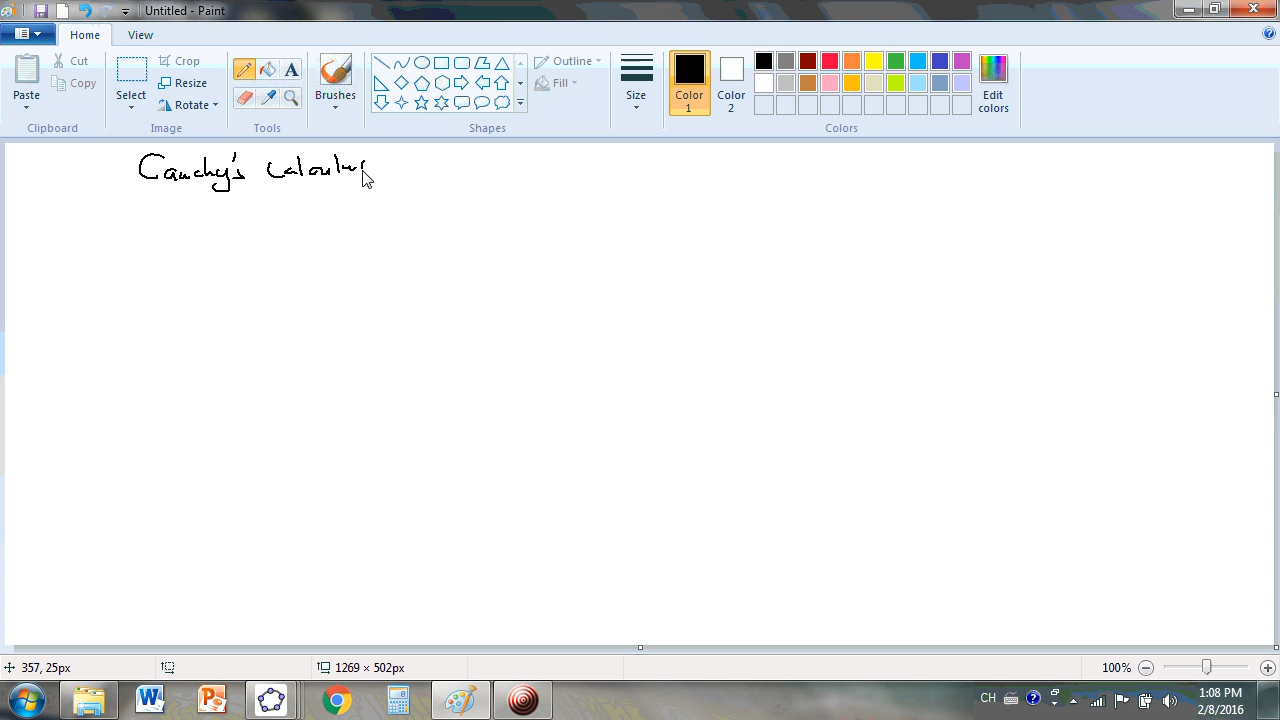 Untitled - Paint
Home View
Paste
Cut
Copy
Clipboard
Select
Crop
Resize
Rotate
Image
Tools
Brushes
Shapes
Outline
Fill
Size
Color 1
Color 2
Edit colors
Colors
Cauchy's Calculu
357, 25px
1269 × 502px
100%
CH
1:08 PM
2/8/2016